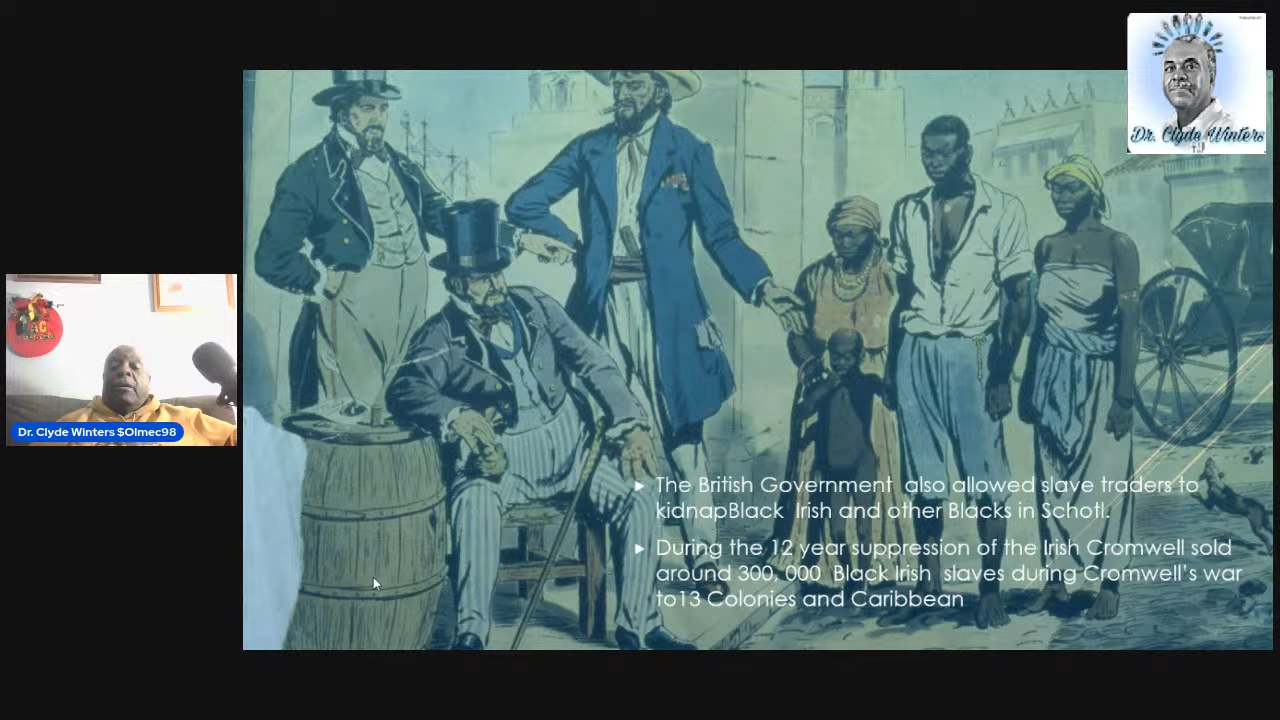 Dr. Clyde Winters
Dr. Clyde Winters $Olmec98
▸ The British Government also allowed slave traders to
kidnapBlack Irish and other Blacks in Schotl.
▸ During the 12 year suppression of the Irish Cromwell sold
around 300, 000 Black Irish slaves during Cromwell's war
to13 Colonies and Caribbean